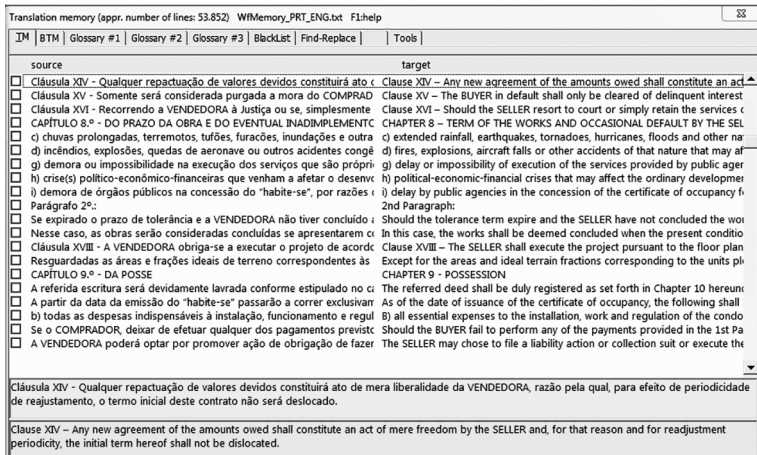 Translation memory (appr. number of lines: 53.852) WfMemory_PRT_ENG.txt F1:help
TM BTM Glossary #1 Glossary #2 Glossary #3 BlackList Find-Replace Tools
source target
Cláusula XIV - Qualquer repactuação de valores devidos constituirá ato c Clause XIV – Any new agreement of the amounts owed shall constitute an act
Cláusula XV - Somente será considerada purgada a mora do COMPRAD Clause XV – The BUYER in default shall only be cleared of delinquent interest
Cláusula XVI - Recorrendo a VENDEDORA à Justiça ou se, simplesmente Clause XVI – Should the SELLER resort to court or simply retain the services o
CAPÍTULO 8.º - DO PRAZO DA OBRA E DO EVENTUAL INADIMPLEMENTO CHAPTER 8 – TERM OF THE WORKS AND OCCASIONAL DEFAULT BY THE SEL
c) chuvas prolongadas, terremotos, tufões, furacões, inundações e outra c) extended rainfall, earthquakes, tornadoes, hurricanes, floods and other na
d) incêndios, explosões, quedas de aeronave ou outros acidentes congê d) fires, explosions, aircraft falls or other accidents of that nature that may af
g) demora ou impossibilidade na execução dos serviços que são própri g) delay or impossibility of execution of the services provided by public agen
h) crise(s) político-econômico-financeiras que venham a afetar o desenvo h) political-economic-financial crises that may affect the ordinary developmen
i) demora de órgãos públicos na concessão do "habite-se", por razões i) delay by public agencies in the concession of the certificate of occupancy f
Parágrafo 2º.: 2nd Paragraph:
Se expirado o prazo de tolerância e a VENDEDORA não tiver concluído Should the tolerance term expire and the SELLER have not concluded the wor
Nesse caso, as obras serão consideradas concluídas se apresentarem co In this case, the works shall be deemed concluded when the present conditio
Cláusula XVIII - A VENDEDORA obriga-se a executar o projeto de acordo Clause XVIII – The SELLER shall execute the project pursuant to the floor plan
Resguardadas as áreas e frações ideais de terreno correspondentes às Except for the areas and ideal terrain fractions corresponding to the units pl
CAPÍTULO 9.º - DA POSSE CHAPTER 9 - POSSESSION
A referida escritura será devidamente lavrada conforme estipulado no ca The referred deed shall be duly registered as set forth in Chapter 10 hereun
A partir da data da emissão do "habite-se" passarão a correr exclusivam As of the date of issuance of the certificate of occupancy, the following shall
b) todas as despesas indispensáveis à instalação, funcionamento e regul B) all essential expenses to the installation, work and regulation of the condo
Se o COMPRADOR, deixar de efetuar qualquer dos pagamentos previsto Should the BUYER fail to perform any of the payments provided in the 1st Pa
A VENDEDORA poderá optar por promover ação de obrigação de fazer The SELLER may chose to file a liability action or collection suit or execute the
Cláusula XIV - Qualquer repactuação de valores devidos constituirá ato de mera liberalidade da VENDEDORA, razão pela qual, para efeito de periodicidade
de reajustamento, o termo inicial deste contrato não será deslocado.
Clause XIV – Any new agreement of the amounts owed shall constitute an act of mere freedom by the SELLER and, for that reason and for readjustment
periodicity, the initial term hereof shall not be dislocated.